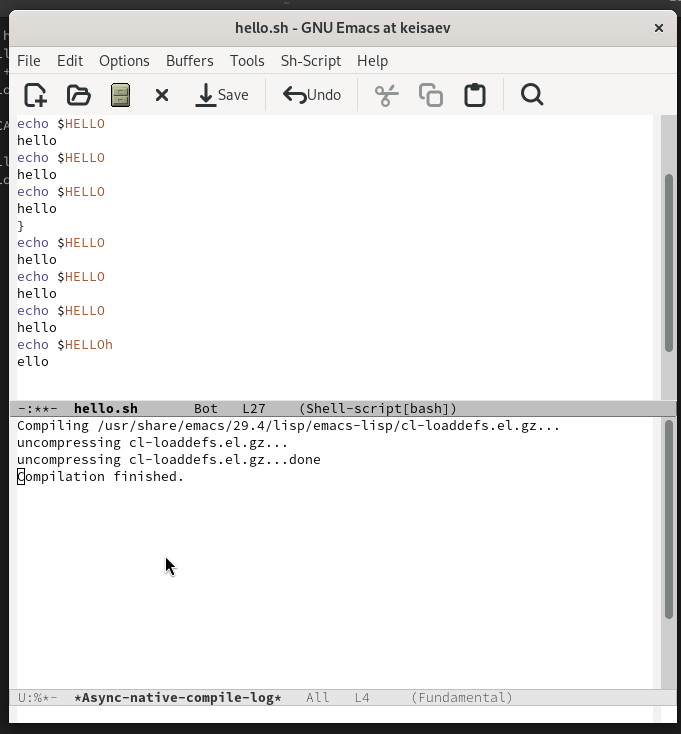 hello.sh - GNU Emacs at keisaev
File Edit Options Buffers Tools Sh-Script Help
Save Undo
echo $HELLO
hello
echo $HELLO
hello
echo $HELLO
hello
}
echo $HELLO
hello
echo $HELLO
hello
echo $HELLO
hello
echo $HELLOh
ello
-:**- hello.sh Bot L27 (Shell-script[bash])
Compiling /usr/share/emacs/29.4/lisp/emacs-lisp/cl-loaddefs.el.gz...
uncompressing cl-loaddefs.el.gz...
uncompressing cl-loaddefs.el.gz...done
Compilation finished.
U:%*- *Async-native-compile-log* All L4 (Fundamental)